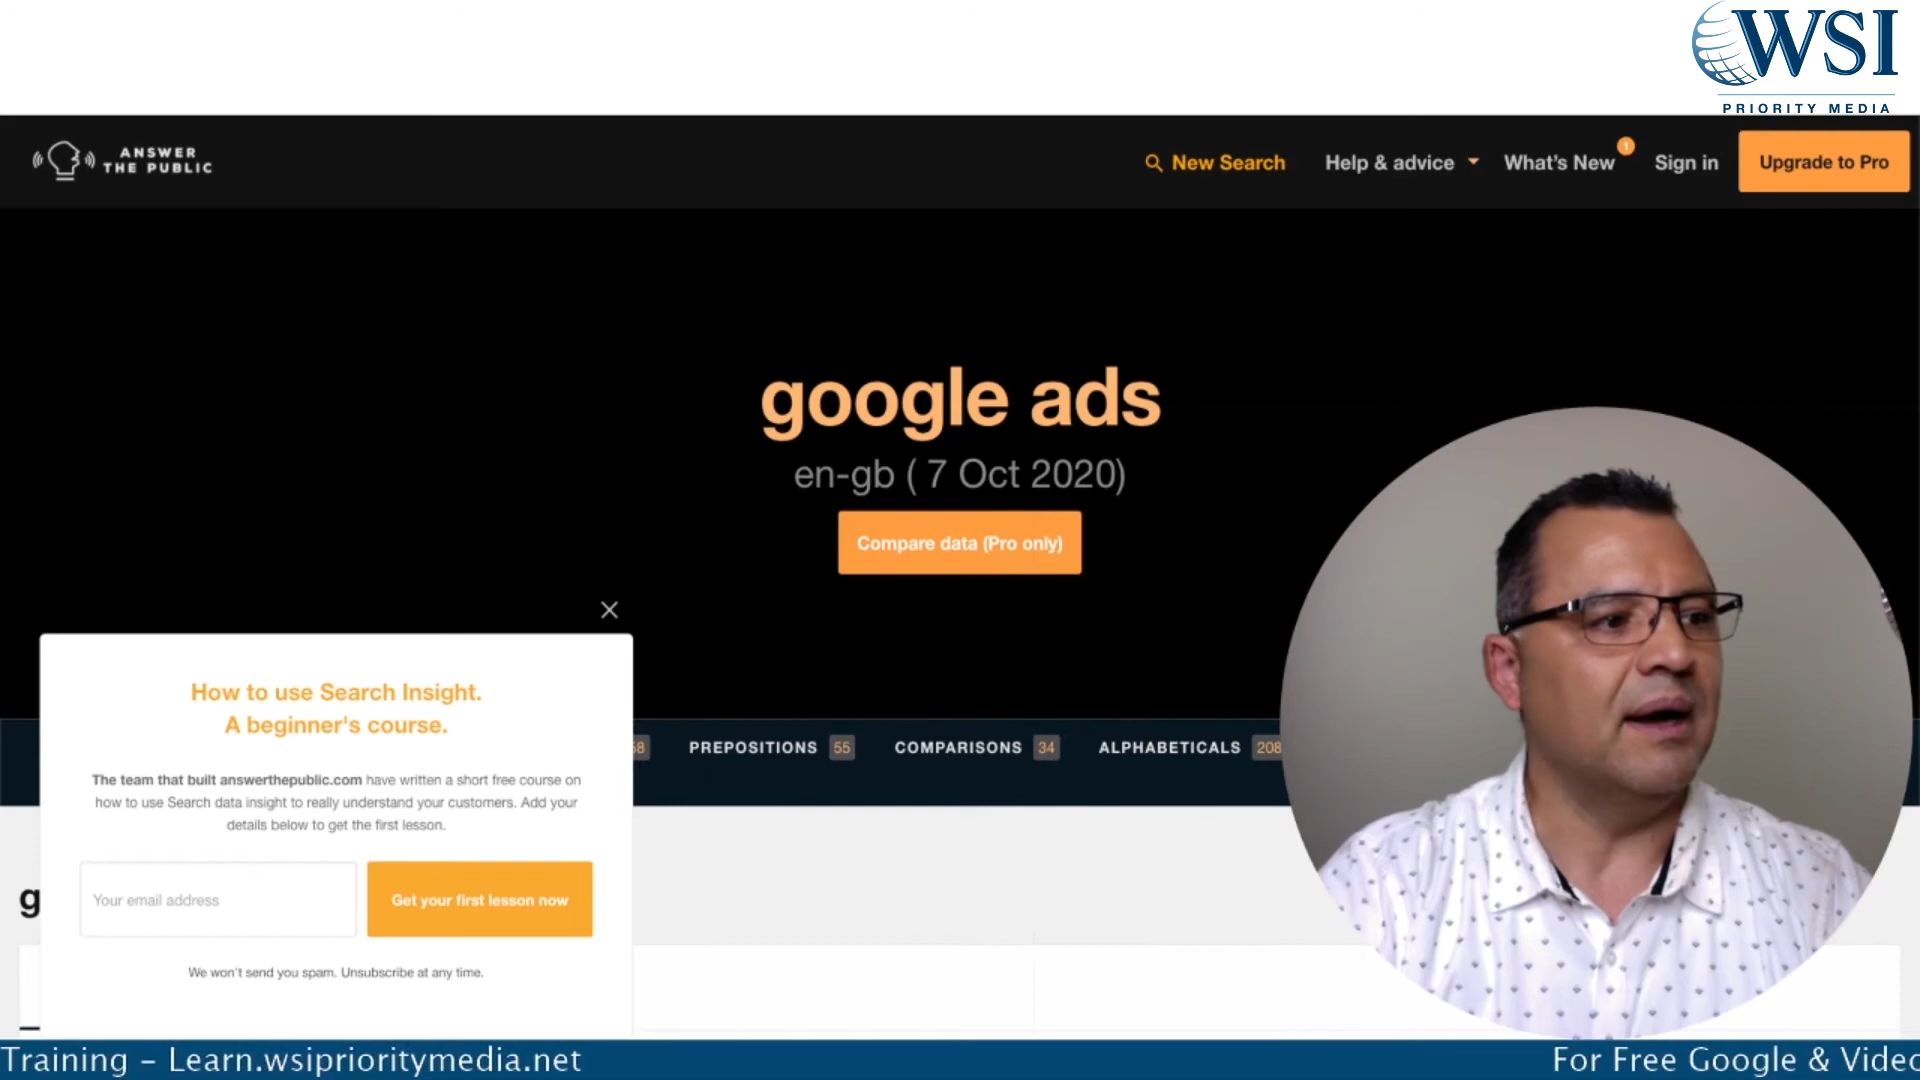 WSI
PRIORITY MEDIA
ANSWER
THE PUBLIC
New Search
Help & advice
What's New
1
Sign in
Upgrade to Pro
google ads
en-gb ( 7 Oct 2020)
Compare data (Pro only)
58
PREPOSITIONS 55
COMPARISONS 34
ALPHABETICALS 208
How to use Search Insight.
A beginner's course.
The team that built answerthepublic.com have written a short free course on
how to use Search data insight to really understand your customers. Add your
details below to get the first lesson.
Your email address
Get your first lesson now
We won't send you spam. Unsubscribe at any time.
g
Training – Learn.wsiprioritymedia.net
For Free Google & Video